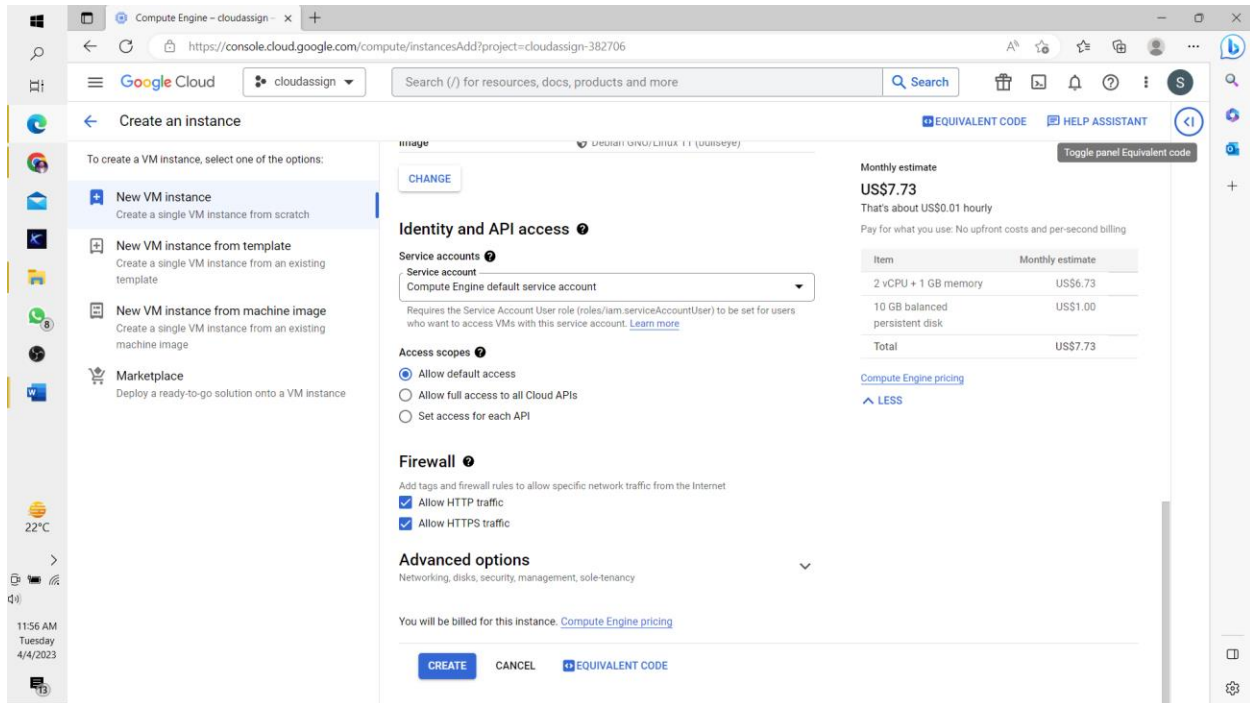 Compute Engine – cloudassign –
https://console.cloud.google.com/compute/instancesAdd?project=cloudassign-382706
Google Cloud
cloudassign
Search (/) for resources, docs, products and more
Search
S
Create an instance
EQUIVALENT CODE
HELP ASSISTANT
Toggle panel Equivalent code
To create a VM instance, select one of the options:
New VM instance
Create a single VM instance from scratch
New VM instance from template
Create a single VM instance from an existing
template
New VM instance from machine image
Create a single VM instance from an existing
machine image
Marketplace
Deploy a ready-to-go solution onto a VM instance
Image
Debian GNU/Linux 11 (bullseye)
CHANGE
Identity and API access
Service accounts
Service account
Compute Engine default service account
Requires the Service Account User role (roles/iam.serviceAccountUser) to be set for users
who want to access VMs with this service account. Learn more
Access scopes
Allow default access
Allow full access to all Cloud APIs
Set access for each API
Firewall
Add tags and firewall rules to allow specific network traffic from the Internet
Allow HTTP traffic
Allow HTTPS traffic
Advanced options
Networking, disks, security, management, sole-tenancy
You will be billed for this instance. Compute Engine pricing
CREATE
CANCEL
EQUIVALENT CODE
Monthly estimate
US$7.73
That's about US$0.01 hourly
Pay for what you use: No upfront costs and per-second billing
Item Monthly estimate
2 vCPU + 1 GB memory US$6.73
10 GB balanced US$1.00
persistent disk
Total US$7.73
Compute Engine pricing
LESS
8
22°C
11:56 AM
Tuesday
4/4/2023
13